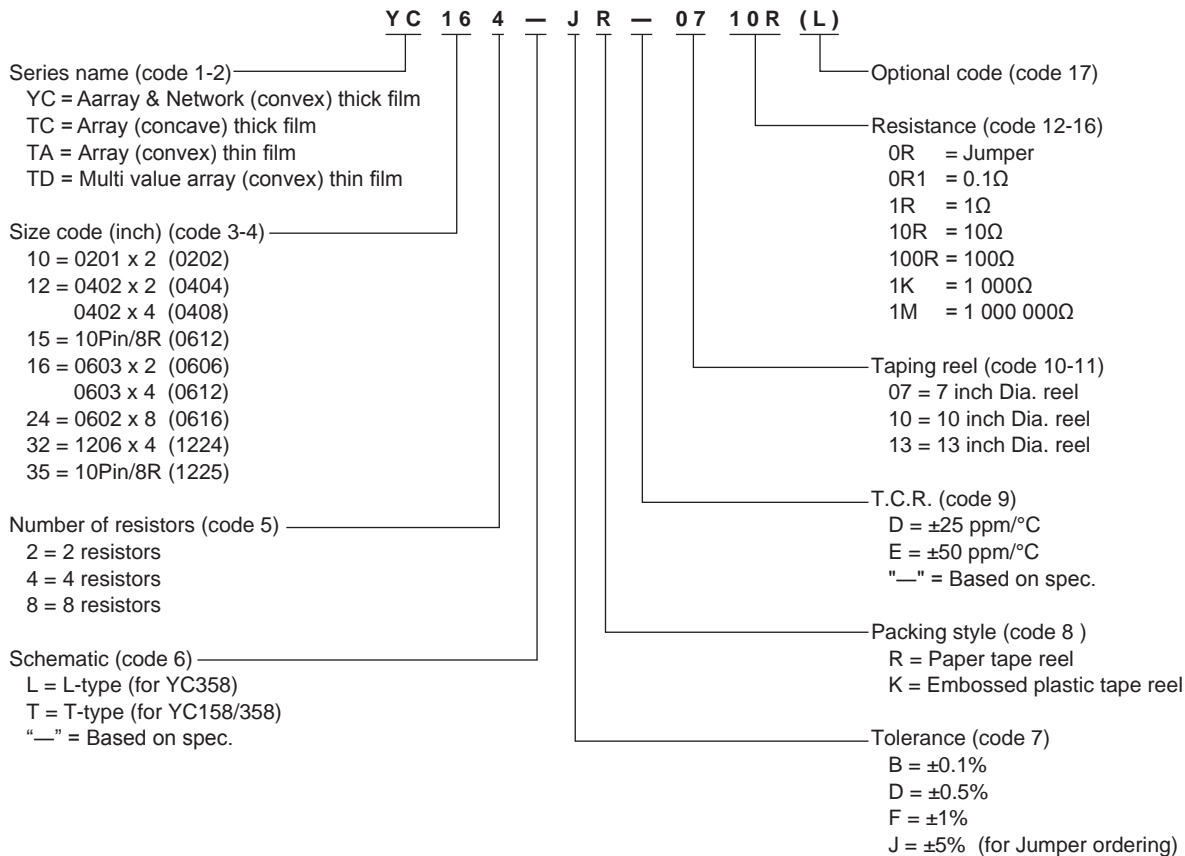 YC 16 4 — J R — 07 10R (L)
Series name (code 1-2)
YC = Aarray & Network (convex) thick film
TC = Array (concave) thick film
TA = Array (convex) thin film
TD = Multi value array (convex) thin film
Size code (inch) (code 3-4)
10 = 0201 x 2 (0202)
12 = 0402 x 2 (0404)
0402 x 4 (0408)
15 = 10Pin/8R (0612)
16 = 0603 x 2 (0606)
0603 x 4 (0612)
24 = 0602 x 8 (0616)
32 = 1206 x 4 (1224)
35 = 10Pin/8R (1225)
Number of resistors (code 5)
2 = 2 resistors
4 = 4 resistors
8 = 8 resistors
Schematic (code 6)
L = L-type (for YC358)
T = T-type (for YC158/358)
“—” = Based on spec.
Optional code (code 17)
Resistance (code 12-16)
0R = Jumper
0R1 = 0.1Ω
1R = 1Ω
10R = 10Ω
100R = 100Ω
1K = 1 000Ω
1M = 1 000 000Ω
Taping reel (code 10-11)
07 = 7 inch Dia. reel
10 = 10 inch Dia. reel
13 = 13 inch Dia. reel
T.C.R. (code 9)
D = ±25 ppm/°C
E = ±50 ppm/°C
"—" = Based on spec.
Packing style (code 8 )
R = Paper tape reel
K = Embossed plastic tape reel
Tolerance (code 7)
B = ±0.1%
D = ±0.5%
F = ±1%
J = ±5% (for Jumper ordering)